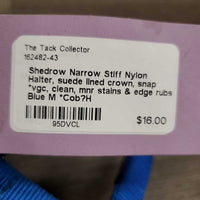 The Tack Collector
162482-43
Shedrow Narrow Stiff Nylon
Halter, suede lined crown, snap
*vgc, clean, mnr stains & edge rubs
Blue M *Cob?H
95DVCL
$16.00